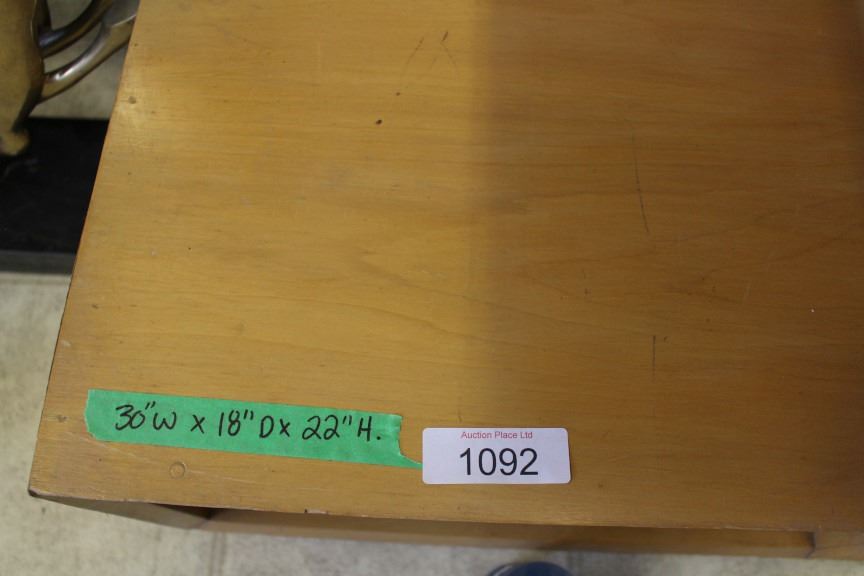 30"W x 18" D x 22" H.
Auction Place Ltd
1092